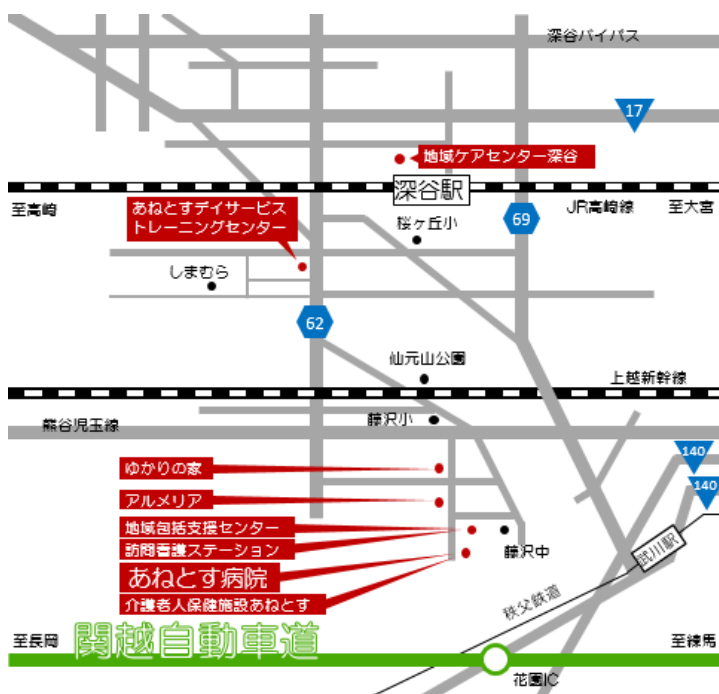 深谷バイパス
17
地域ケアセンター深谷
深谷駅
至高崎
あねとすデイサービス
トレーニングセンター
69
JR高崎線
至大宮
桜ヶ丘小
しまむら
62
仙元山公園
上越新幹線
藤沢小
熊谷児玉線
140
140
ゆかりの家
アルメリア
地域包括支援センター
訪問看護ステーション
あねとす病院
介護老人保健施設あねとす
藤沢中
武川駅
秩父鉄道
至長岡
関越自動車道
至練馬
花園IC